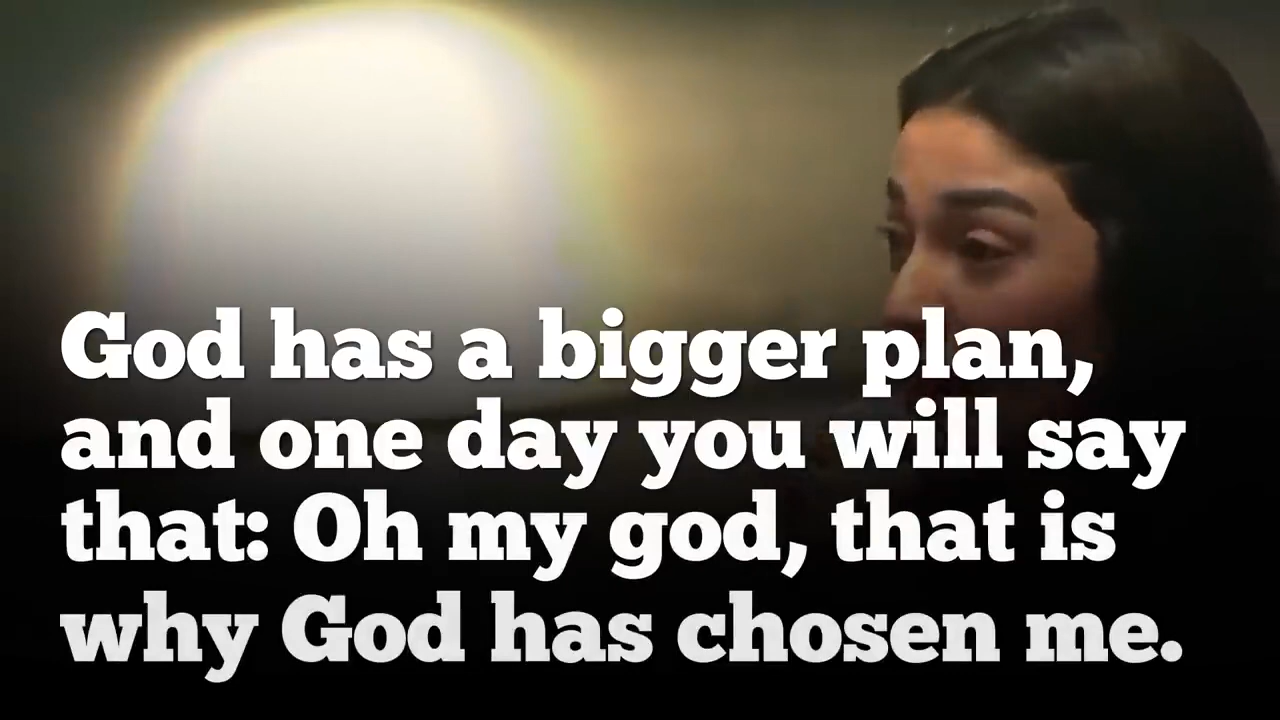 God has a bigger plan,
and one day you will say
that: Oh my god, that is
why God has chosen me.